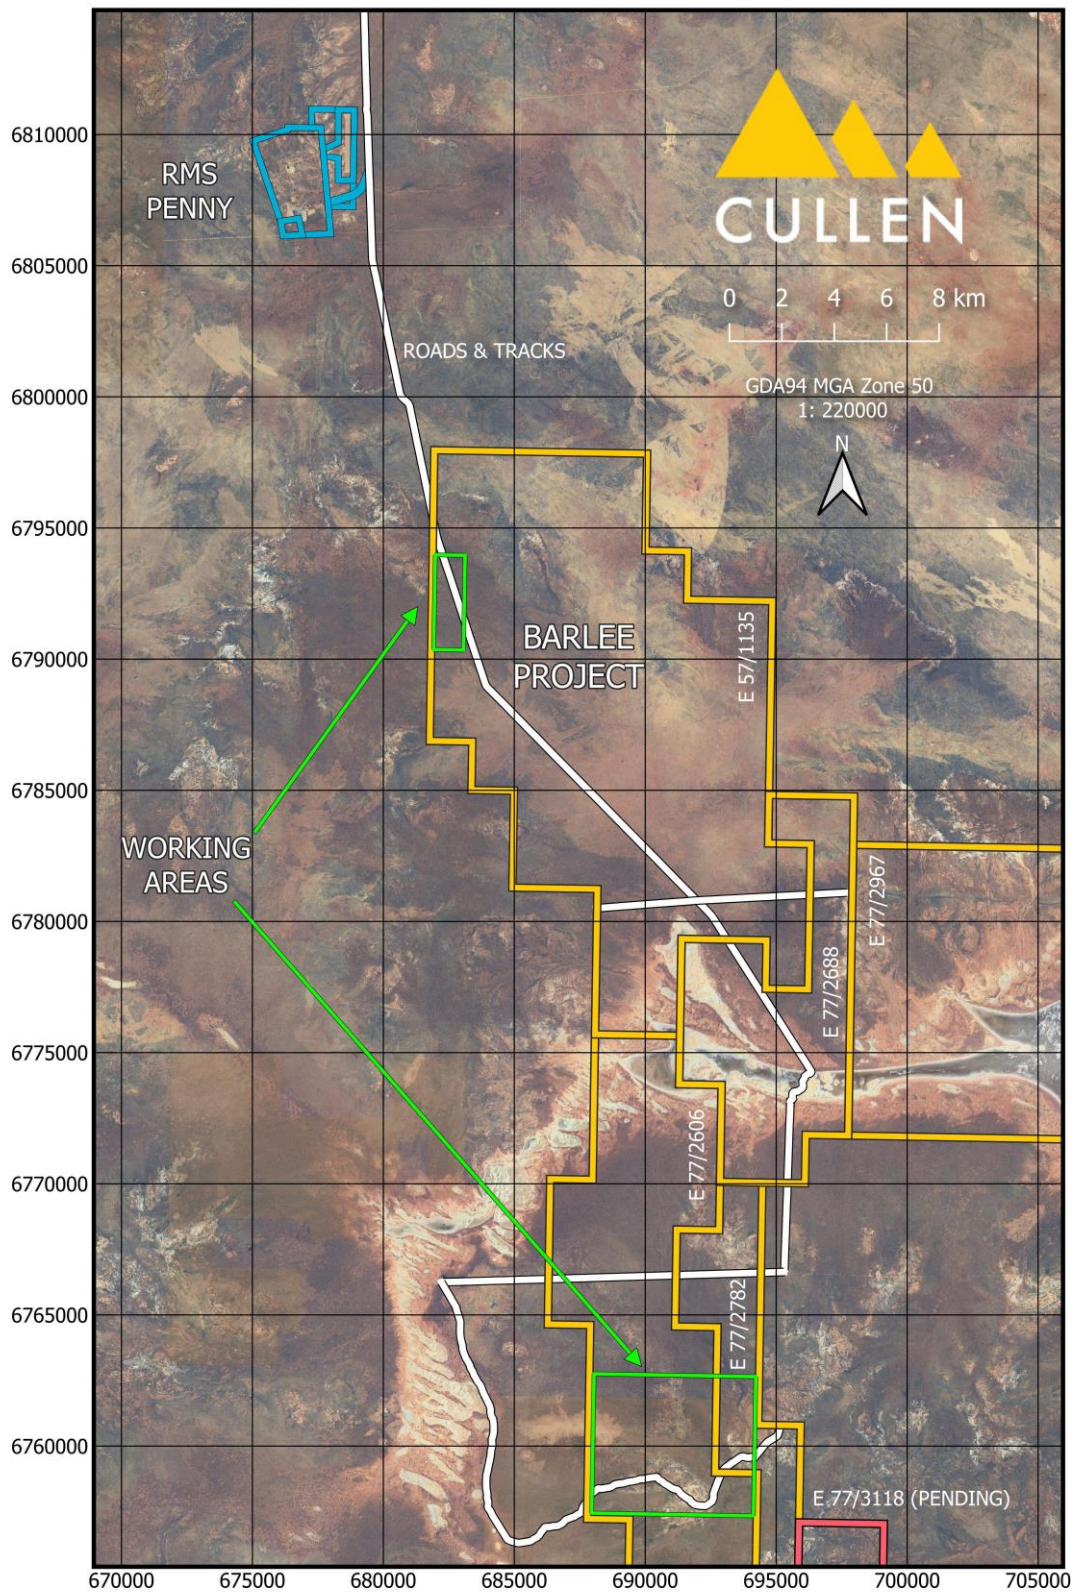 6810000
6805000
6800000
6795000
6790000
6785000
6780000
6775000
6770000
6765000
6760000
RMS
PENNY
CULLEN
0 2 4 6 8 km
ROADS & TRACKS
GDA94 MGA Zone 50
1: 220000
N
BARLEE
PROJECT
E 57/1135
WORKING
AREAS
E 77/2967
E 77/2688
E 77/2606
E 77/2782
E 77/3118 (PENDING)
670000 675000 680000 685000 690000 695000 700000 705000